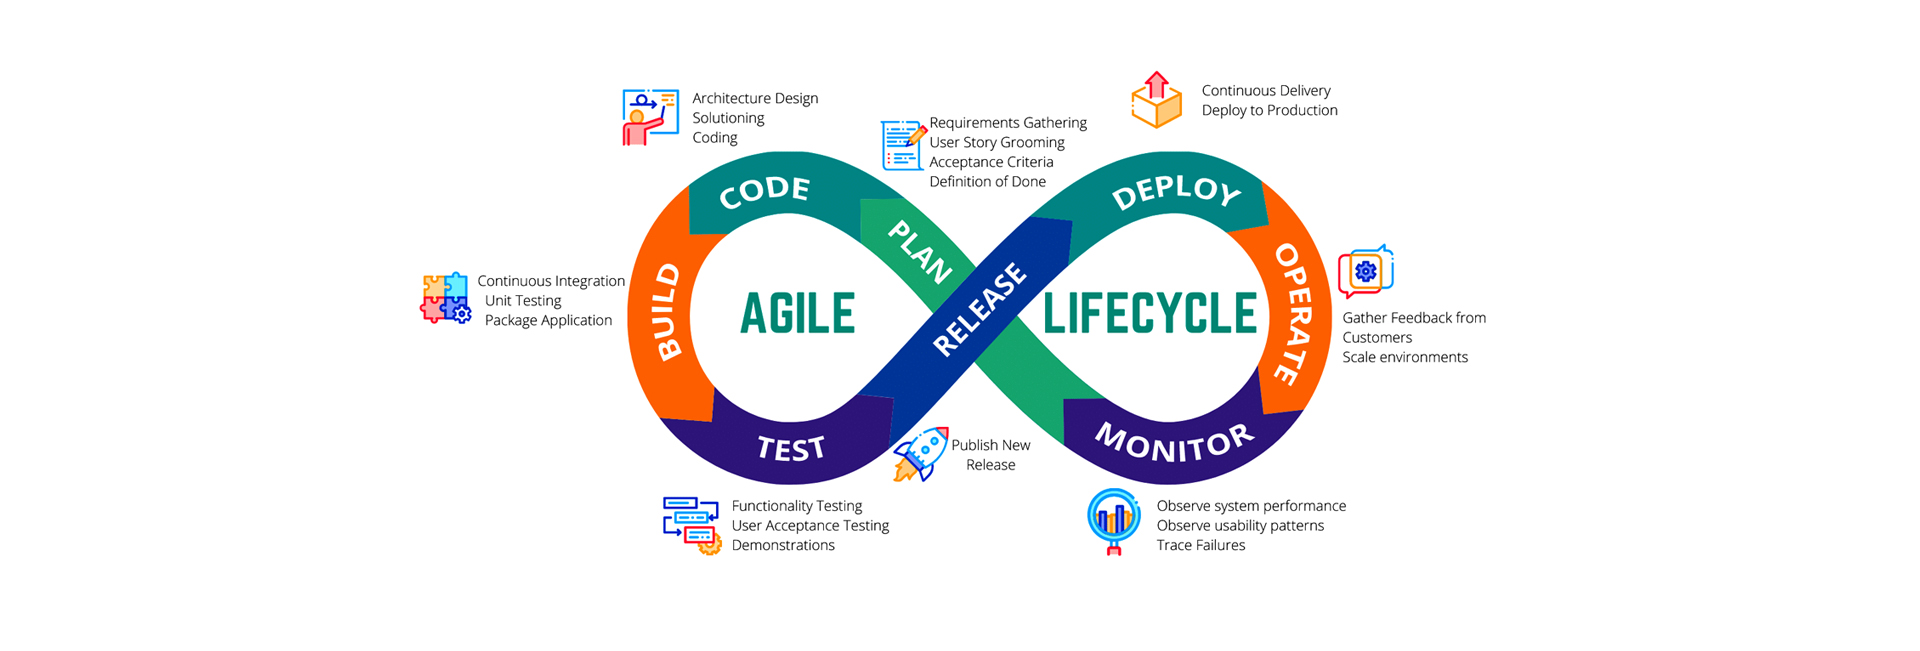 Architecture Design
Solutioning
Coding
Requirements Gathering
User Story Grooming
Acceptance Criteria
Definition of Done
Continuous Delivery
Deploy to Production
CODE
PLAN
DEPLOY
Continuous Integration
Unit Testing
Package Application
BUILD
AGILE
RELEASE
LIFECYCLE
OPERATE
Gather Feedback from
Customers
Scale environments
TEST
MONITOR
Publish New
Release
Functionality Testing
User Acceptance Testing
Demonstrations
Observe system performance
Observe usability patterns
Trace Failures